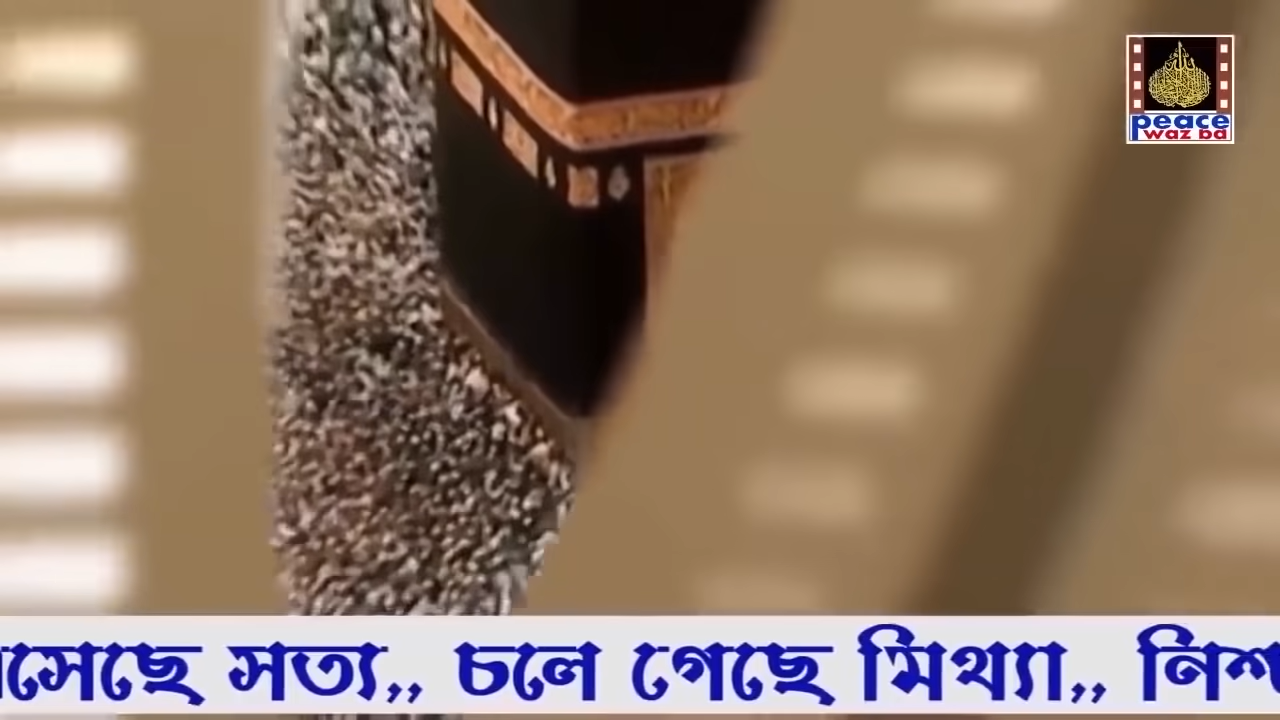 peace
waz bd
সেছে সত্য,, চলে গেছে মিথ্যা,, নিশ